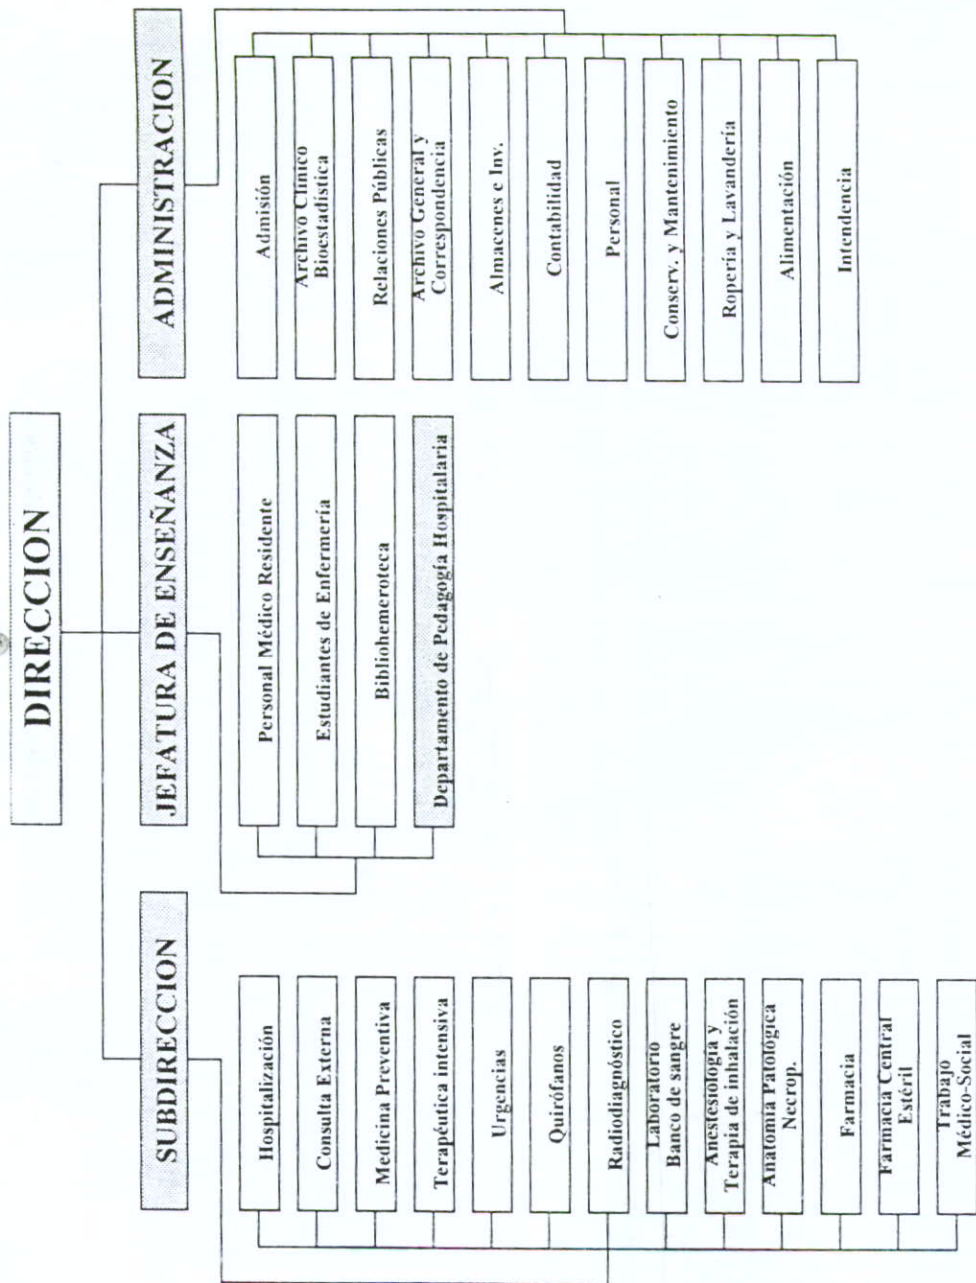 DIRECCION
SUBDIRECCION
Hospitalización
Consulta Externa
Medicina Preventiva
Terapéutica intensiva
Urgencias
Quirófanos
Radiodiagnóstico
Laboratorio
Banco de sangre
Anestesiología y
Terapia de inhalación
Anatomía Patológica
Necrop.
Farmacia
Farmacia Central
Estéril
Trabajo
Médico-Social
JEFATURA DE ENSEÑANZA
Personal Médico Residente
Estudiantes de Enfermería
Bibliohemeroteca
Departamento de Pedagogía Hospitalaria
ADMINISTRACION
Admisión
Archivo Clínico
Bioestadística
Relaciones Públicas
Archivo General y
Correspondencia
Almacenes e Inv.
Contabilidad
Personal
Conserv. y Mantenimiento
Ropería y Lavandería
Alimentación
Intendencia